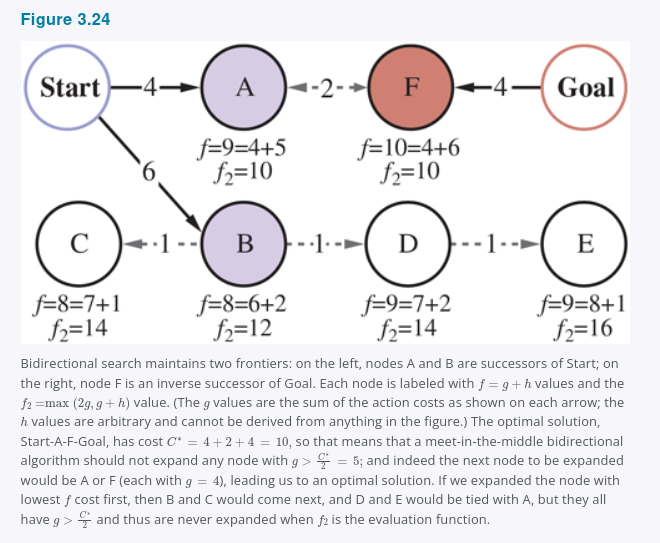 Figure 3.24
Start 4 A 2 F 4 Goal
f=9=4+5 f=10=4+6
f₂=10 f₂=10
6
C 1 B 1 D 1 E
f=8=7+1 f=8=6+2 f=9=7+2 f=9=8+1
f₂=14 f₂=12 f₂=14 f₂=16
Bidirectional search maintains two frontiers: on the left, nodes A and B are successors of Start; on
the right, node F is an inverse successor of Goal. Each node is labeled with f = g + h values and the
f₂ =max (2g, g + h) value. (The g values are the sum of the action costs as shown on each arrow; the
h values are arbitrary and cannot be derived from anything in the figure.) The optimal solution,
Start-A-F-Goal, has cost C* = 4 + 2 + 4 = 10, so that means that a meet-in-the-middle bidirectional
algorithm should not expand any node with g > C*/2 = 5; and indeed the next node to be expanded
would be A or F (each with g = 4), leading us to an optimal solution. If we expanded the node with
lowest f cost first, then B and C would come next, and D and E would be tied with A, but they all
have g > C*/2 and thus are never expanded when f₂ is the evaluation function.